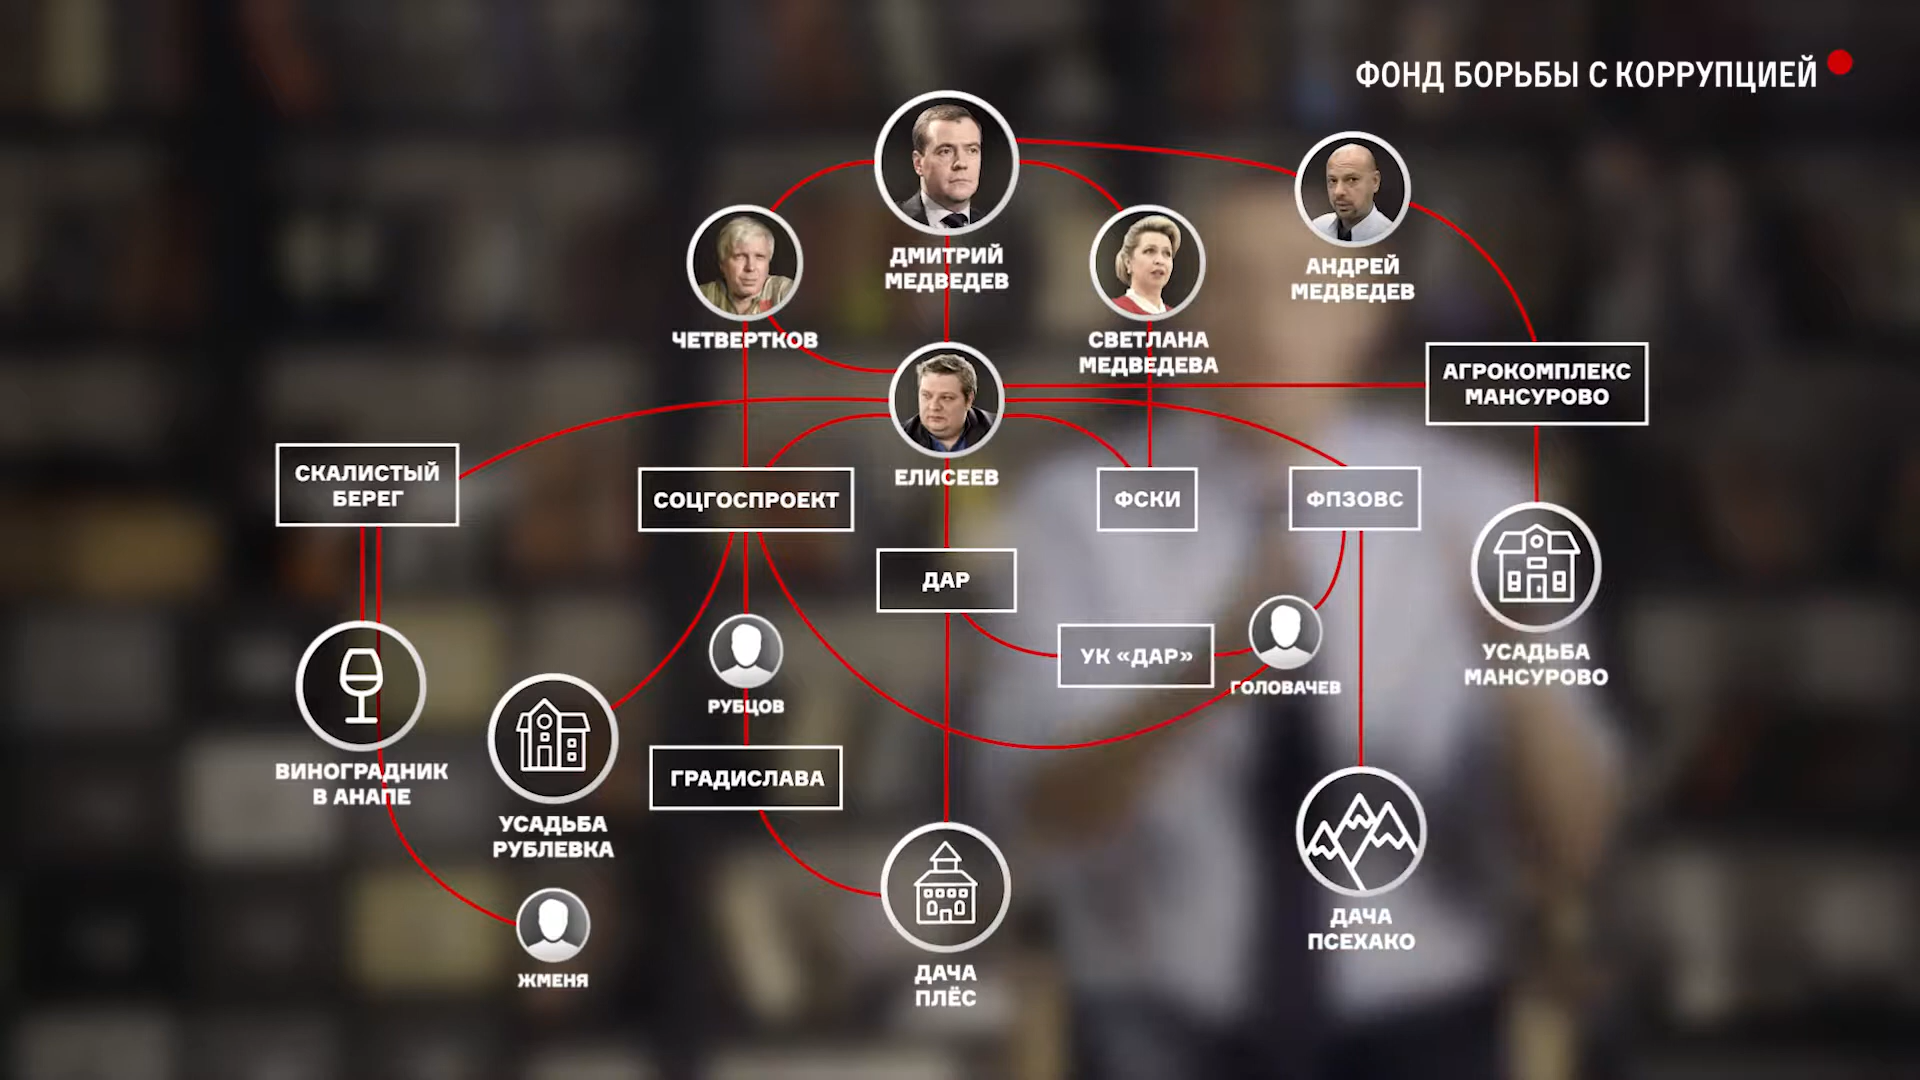 ФОНД БОРЬБЫ С КОРРУПЦИЕЙ
ДМИТРИЙ
МЕДВЕДЕВ
АНДРЕЙ
МЕДВЕДЕВ
ЧЕТВЕРТКОВ
СВЕТЛАНА
МЕДВЕДЕВА
АГРОКОМПЛЕКС
МАНСУРОВО
ЕЛИСЕЕВ
СКАЛИСТЫЙ
БЕРЕГ
СОЦГОСПРОЕКТ
ФСКИ
ФПЗОВС
ДАР
УК «ДАР»
ГОЛОВАЧЕВ
УСАДЬБА
МАНСУРОВО
РУБЦОВ
ВИНОГРАДНИК
В АНАПЕ
ГРАДИСЛАВА
УСАДЬБА
РУБЛЕВКА
ДАЧА
ПСЕХАКО
ЖМЕНЯ
ДАЧА
ПЛЁС